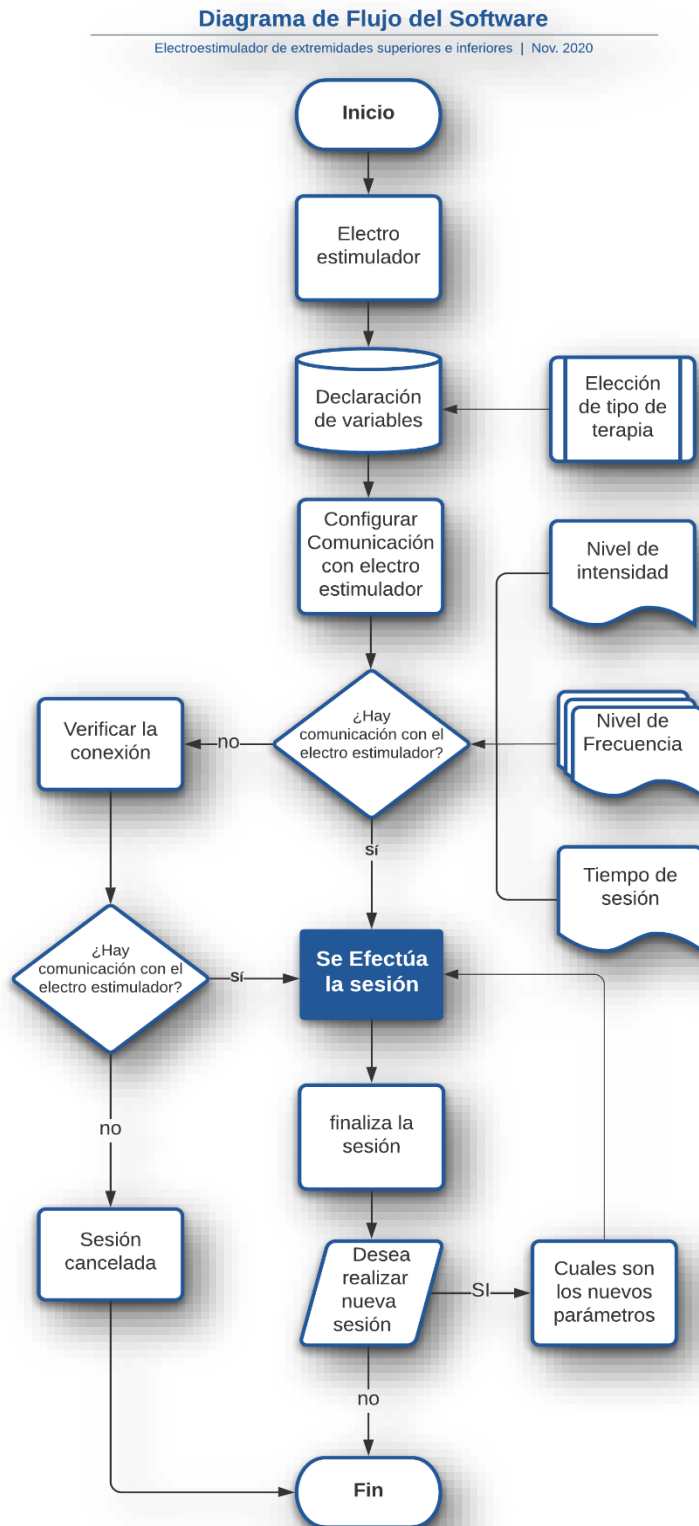 Diagrama de Flujo del Software
Electroestimulador de extremidades superiores e inferiores | Nov. 2020
Inicio
Electro
estimulador
Declaración
de variables
Elección
de tipo de
terapia
Configurar
Comunicación
con electro
estimulador
Nivel de
intensidad
¿Hay
comunicación con el
electro estimulador?
no
Verificar la
conexión
Nivel de
Frecuencia
sí
Tiempo de
sesión
¿Hay
comunicación con el
electro estimulador?
sí
Se Efectúa
la sesión
no
finaliza la
sesión
Sesión
cancelada
Desea
realizar
nueva
sesión
SI
Cuales son
los nuevos
parámetros
no
Fin